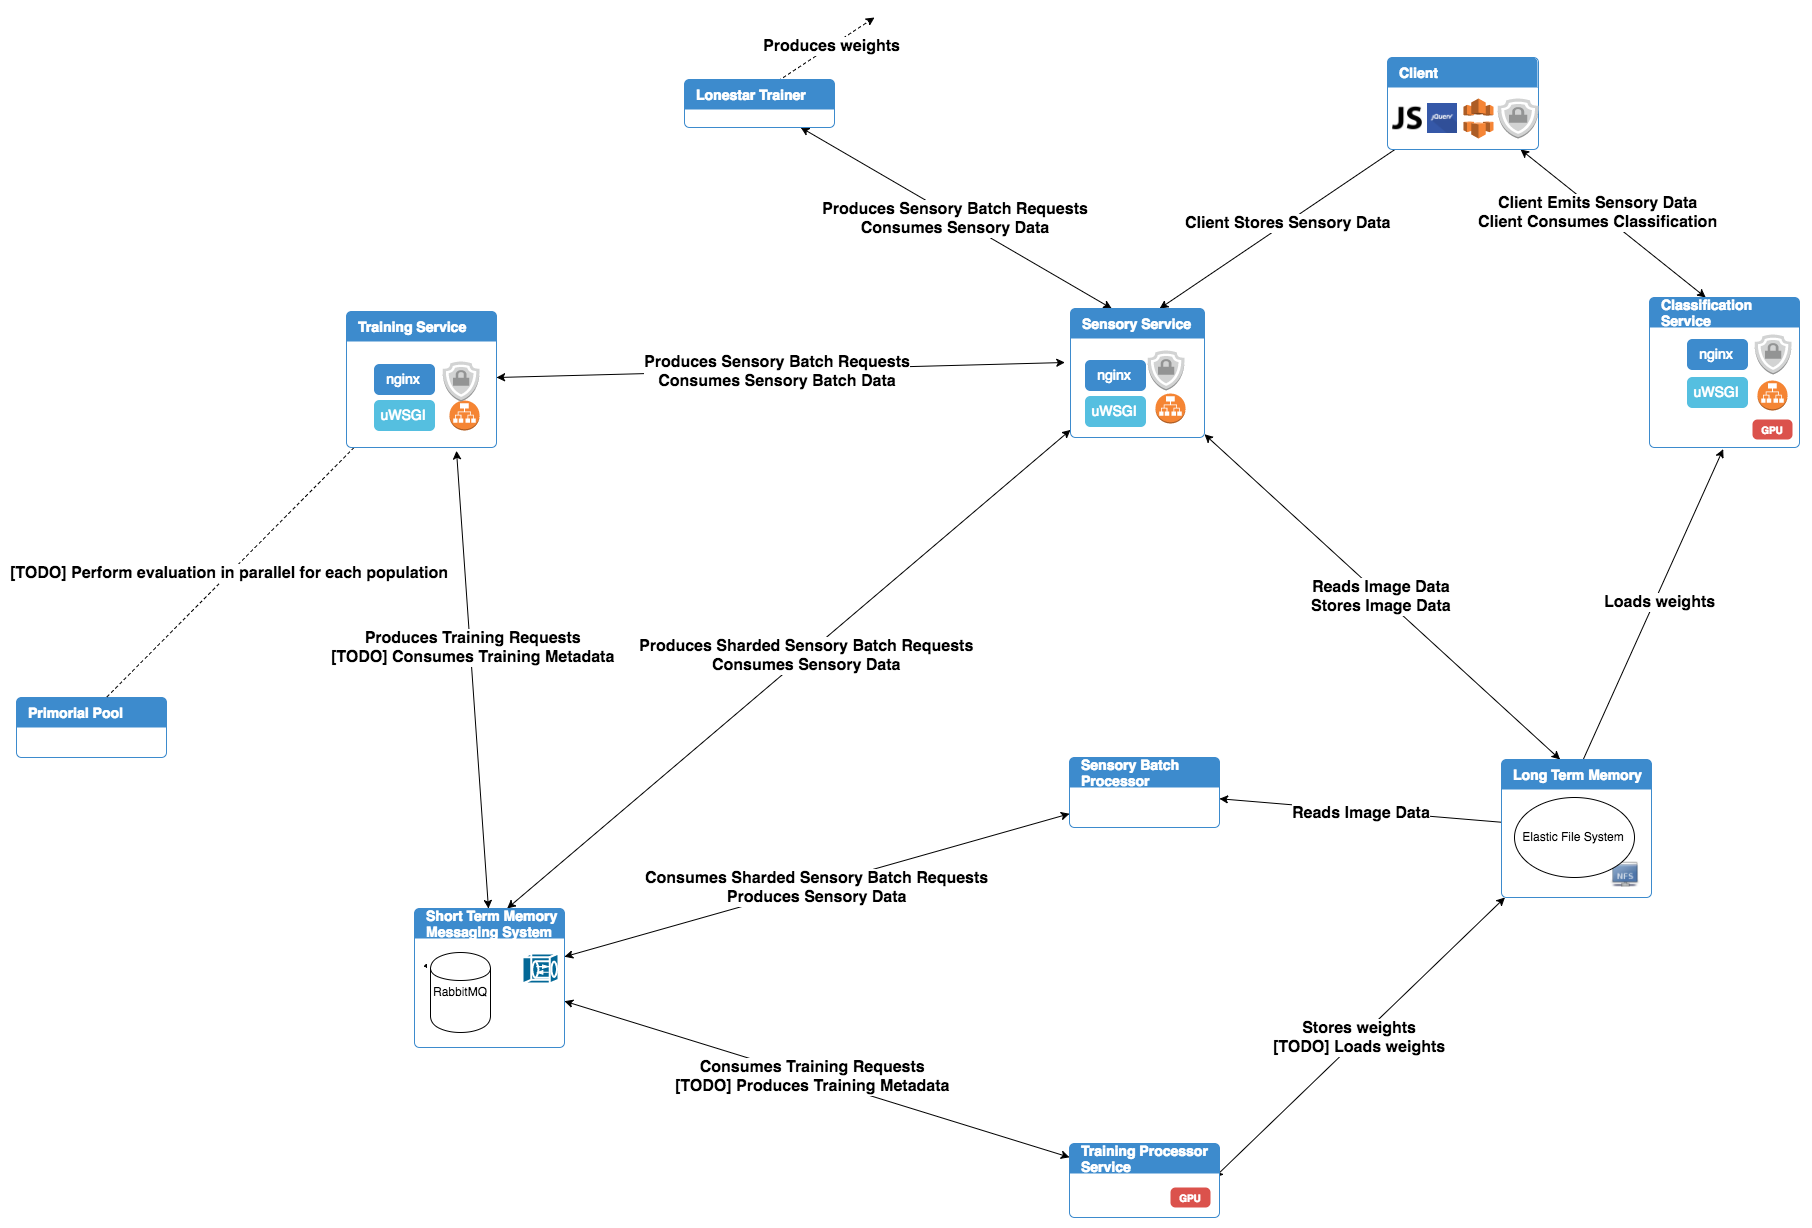 Produces weights
Lonestar Trainer
Client
JS
jQuery
Produces Sensory Batch Requests
Consumes Sensory Data
Client Stores Sensory Data
Client Emits Sensory Data
Client Consumes Classification
Training Service
nginx
uWSGI
Produces Sensory Batch Requests
Consumes Sensory Batch Data
Sensory Service
nginx
uWSGI
Classification
Service
nginx
uWSGI
GPU
[TODO] Perform evaluation in parallel for each population
Produces Training Requests
[TODO] Consumes Training Metadata
Produces Sharded Sensory Batch Requests
Consumes Sensory Data
Reads Image Data
Stores Image Data
Loads weights
Primorial Pool
Sensory Batch
Processor
Reads Image Data
Long Term Memory
Elastic File System
NFS
Consumes Sharded Sensory Batch Requests
Produces Sensory Data
Short Term Memory
Messaging System
RabbitMQ
Consumes Training Requests
[TODO] Produces Training Metadata
Stores weights
[TODO] Loads weights
Training Processor
Service
GPU